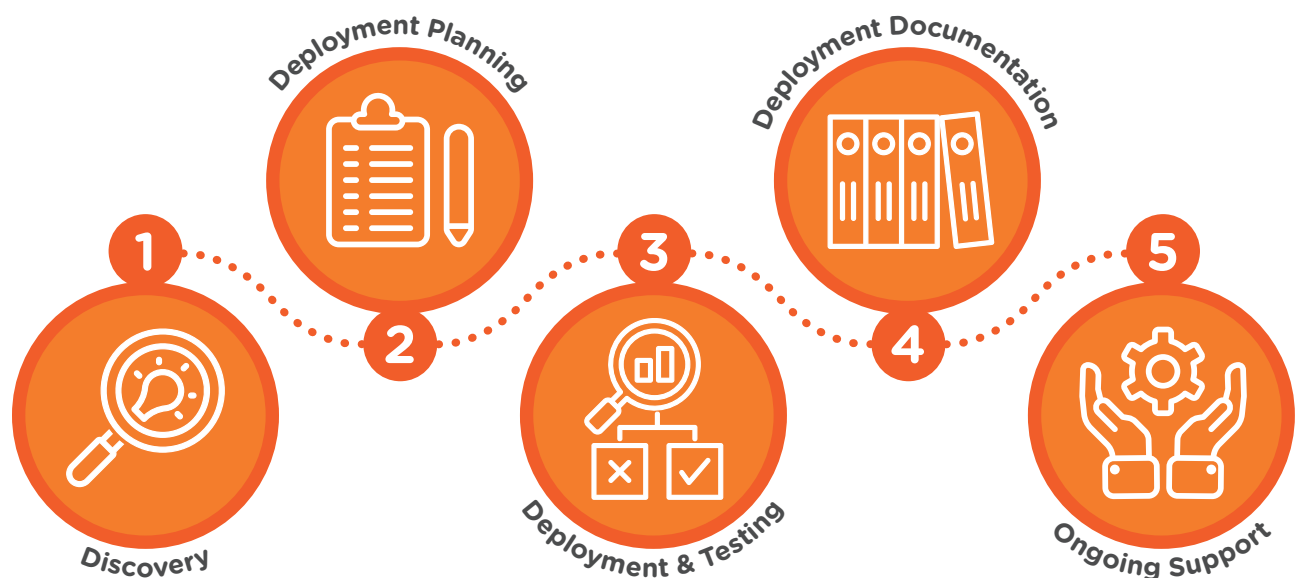 1
Discovery
Deployment Planning
2
3
Deployment & Testing
Deployment Documentation
4
5
Ongoing Support